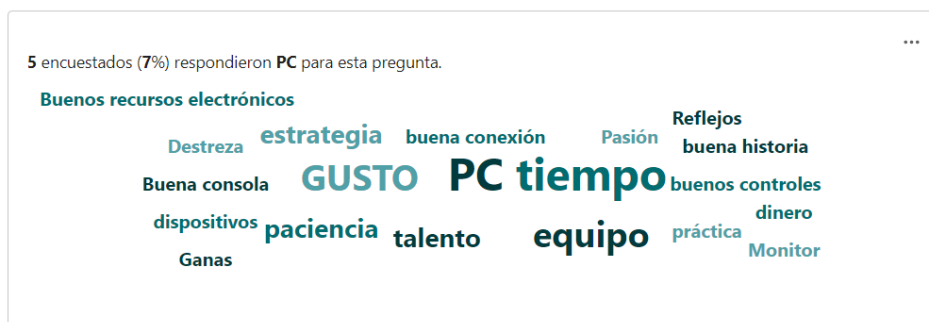 ...
5 encuestados (7%) respondieron PC para esta pregunta.
Buenos recursos electrónicos
Reflejos
Destreza estrategia buena conexión Pasión buena historia
Buena consola GUSTO PC tiempo buenos controles
dispositivos paciencia talento equipo práctica dinero
Ganas Monitor